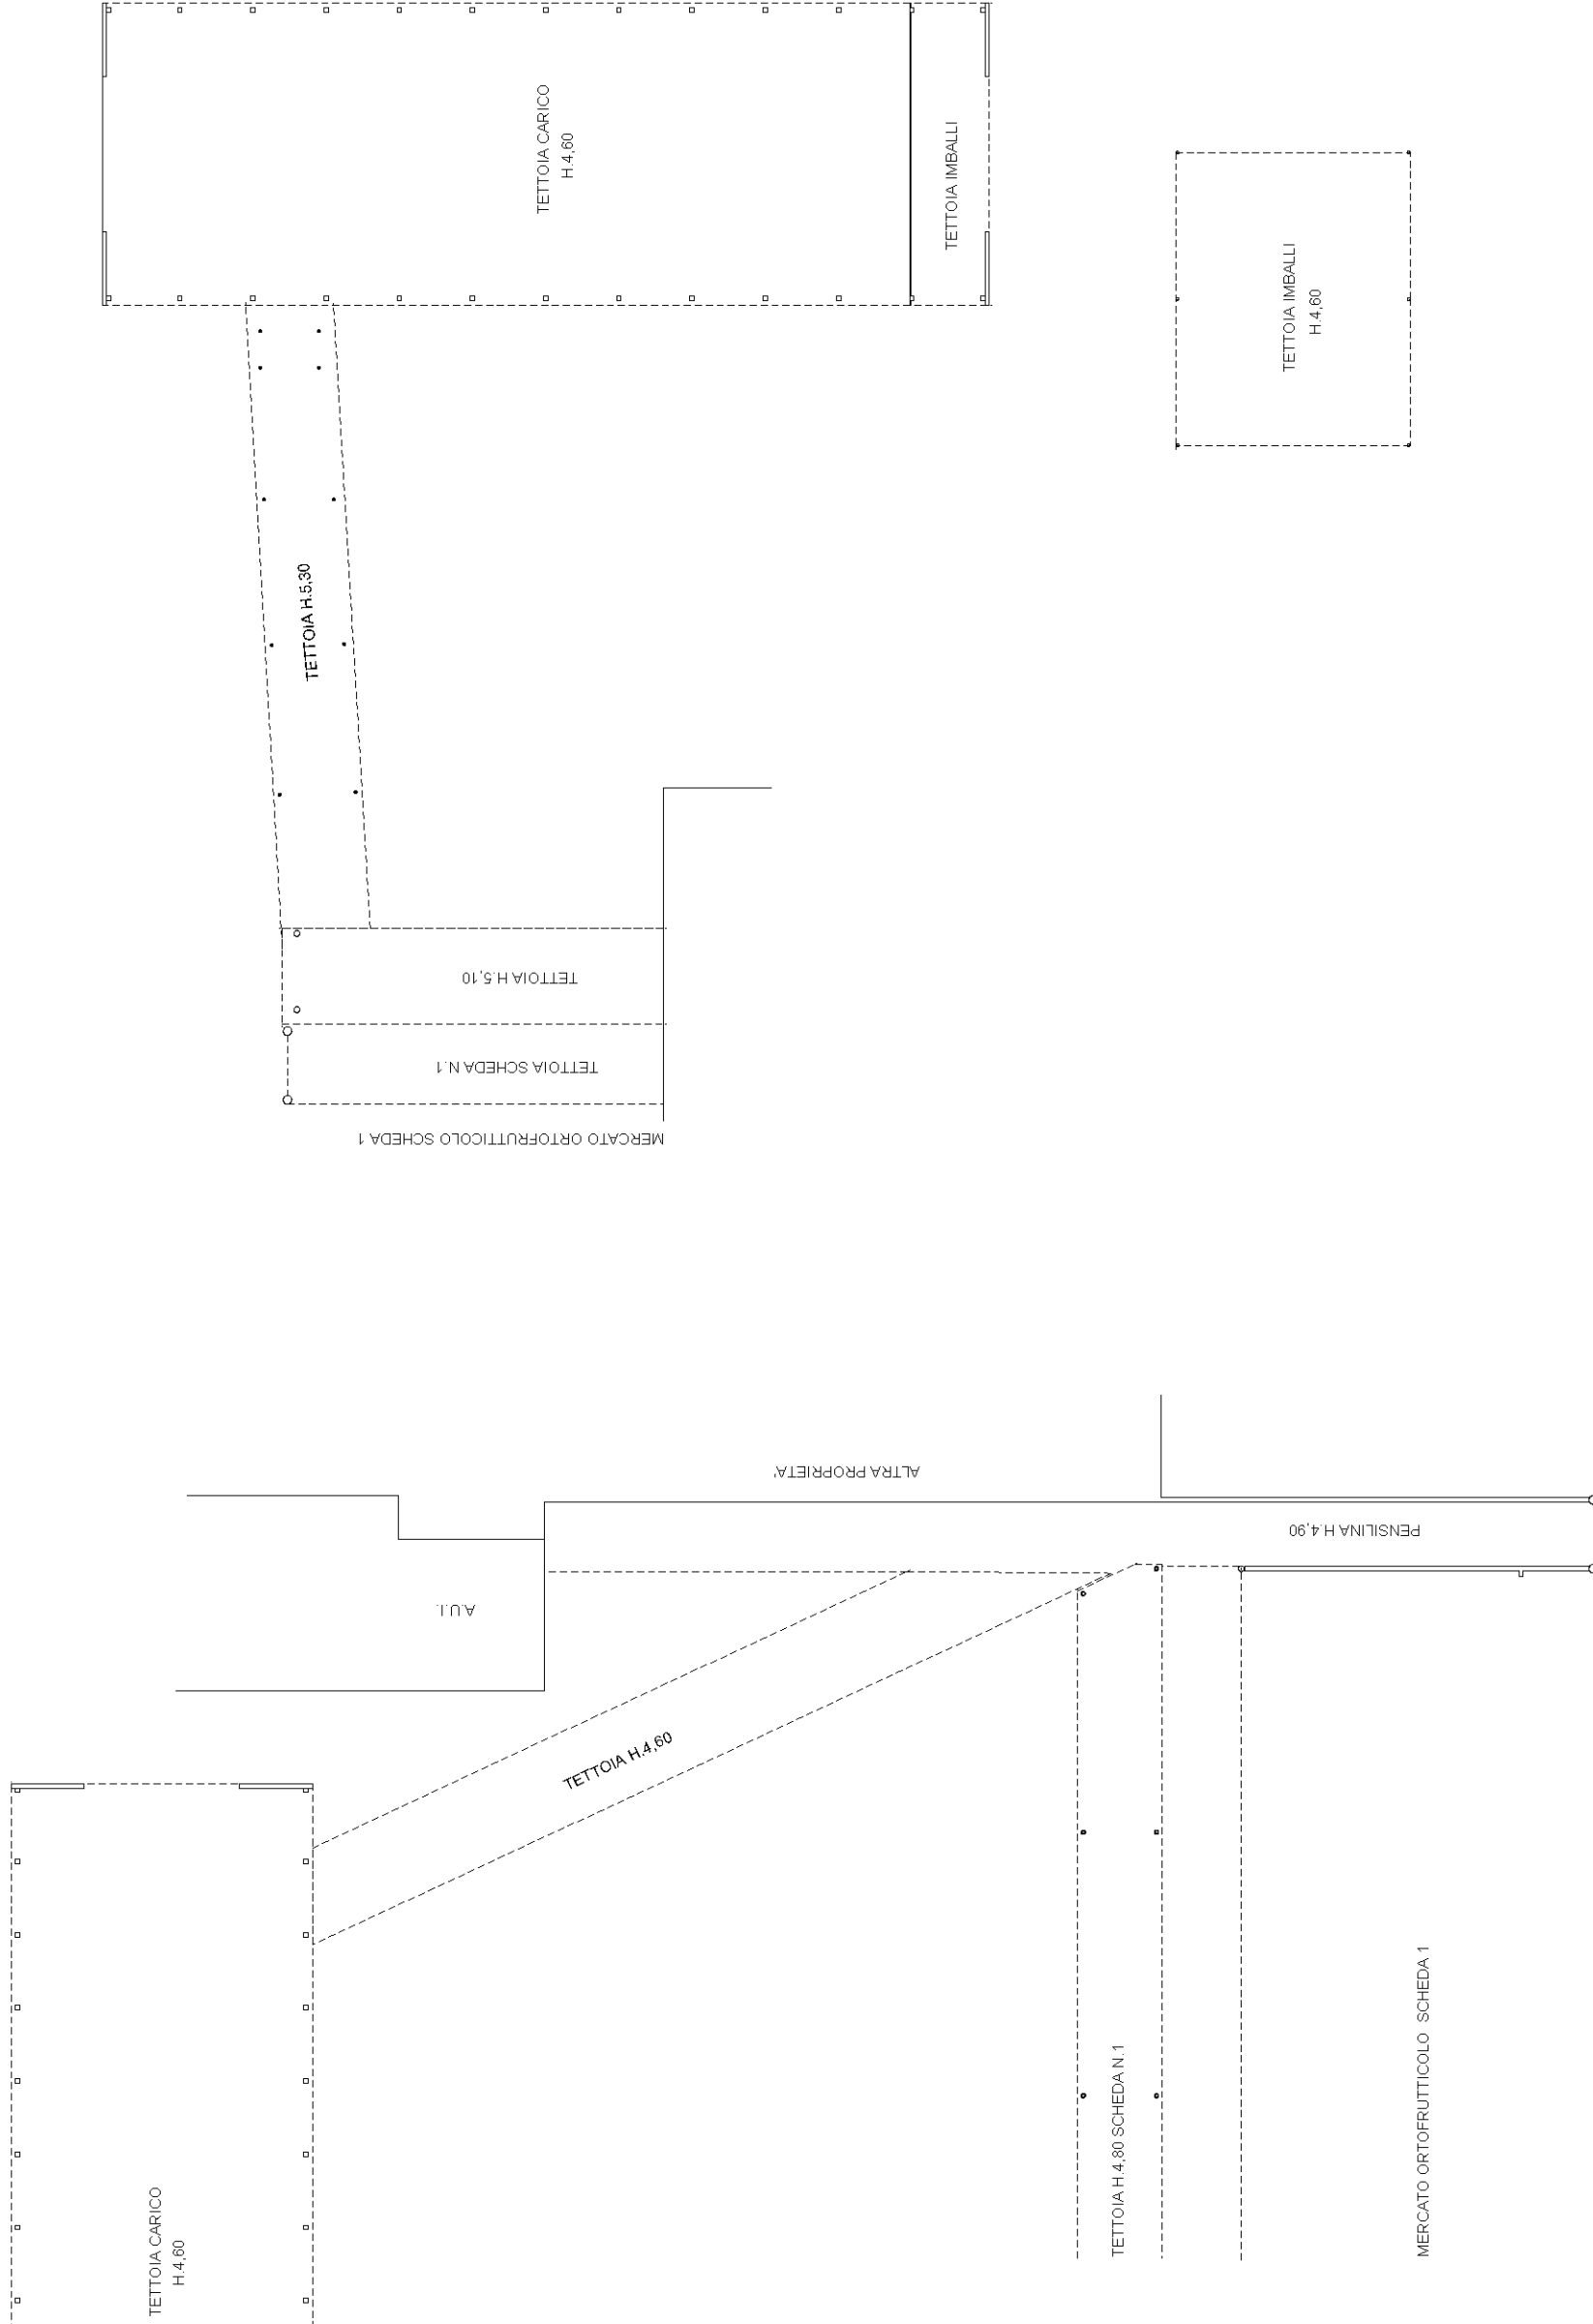 TETTOIA CARICO
H.4,60
TETTOIA IMBALLI
TETTOIA IMBALLI
H.4,60
TETTOIA H.5,30
TETTOIA H.5,10
TETTOIA SCHEDA N.1
MERCATO ORTOFRUTTICOLO SCHEDA 1
ALTRA PROPRIETA'
PENSILINA H.4,90
A.U.I.
TETTOIA H.4,60
TETTOIA CARICO
H.4,60
TETTOIA H.4,80 SCHEDA N.1
MERCATO ORTOFRUTTICOLO SCHEDA 1